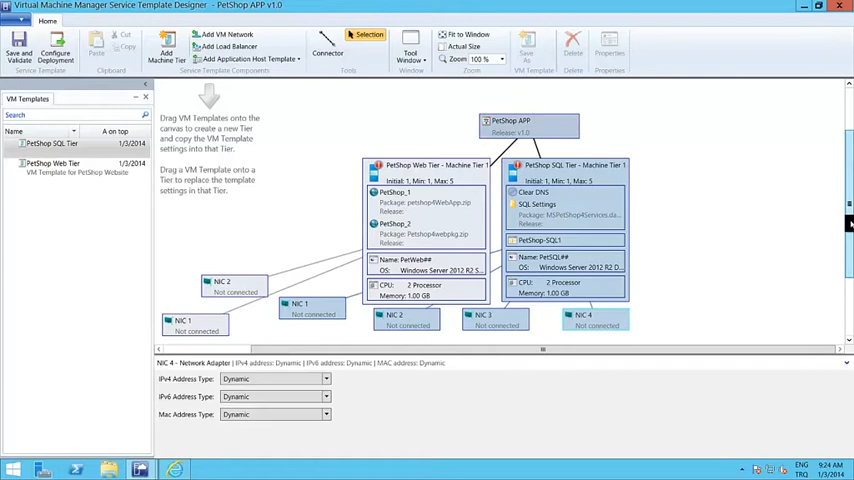 Virtual Machine Manager Service Template Designer - PetShop APP v1.0
Home
Save and Validate
Configure Deployment
Service Template
Paste
Cut
Copy
Clipboard
Add Machine Tier
Add VM Network
Add Load Balancer
Add Application Host Template
Service Template Components
Connector
Selection
Tools
Tool Window
Fit to Window
Actual Size
Zoom 100 %
Window
Save As
VM Template
Delete
Delete
Properties
Properties
VM Templates
Search
Name
A on top
PetShop SQL Tier
1/3/2014
PetShop Web Tier
1/3/2014
VM Template for PetShop Website
Drag VM Templates onto the
canvas to create a new Tier
and copy the VM Template
settings into that Tier.
Drag a VM Template onto a
Tier to replace the template
settings in that Tier.
PetShop APP
Release: v1.0
PetShop Web Tier - Machine Tier 1
Initial: 1, Min: 1, Max: 5
PetShop_1
Package: petshop4WebApp.zip
Release:
PetShop_2
Package: Petshop4webpkg.zip
Release:
Name: PetWeb##
OS: Windows Server 2012 R2 S...
CPU: 2 Processor
Memory: 1.00 GB
PetShop SQL Tier - Machine Tier 1
Initial: 1, Min: 1, Max: 5
Clear DNS
SQL Settings
Package: MSPetShop4Services.da...
Release:
PetShop-SQL1
Name: PetSQL##
OS: Windows Server 2012 R2 D...
CPU: 2 Processor
Memory: 1.00 GB
NIC 2
Not connected
NIC 1
Not connected
NIC 1
Not connected
NIC 2
Not connected
NIC 3
Not connected
NIC 4
Not connected
NIC 4 - Network Adapter | IPv4 address: Dynamic | IPv6 address: Dynamic | MAC address: Dynamic
IPv4 Address Type: Dynamic
IPv6 Address Type: Dynamic
Mac Address Type: Dynamic
ENG
TRQ
9:24 AM
1/3/2014